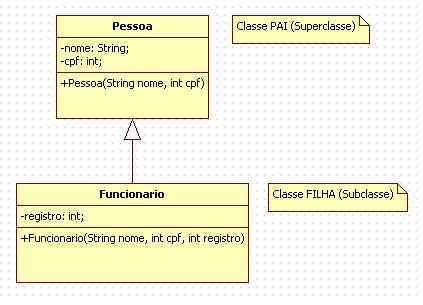 Pessoa
-nome: String;
-cpf: int;
+Pessoa(String nome, int cpf)
Classe PAI (Superclasse)
Funcionario
-registro: int;
+Funcionario(String nome, int cpf, int registro)
Classe FILHA (Subclasse)